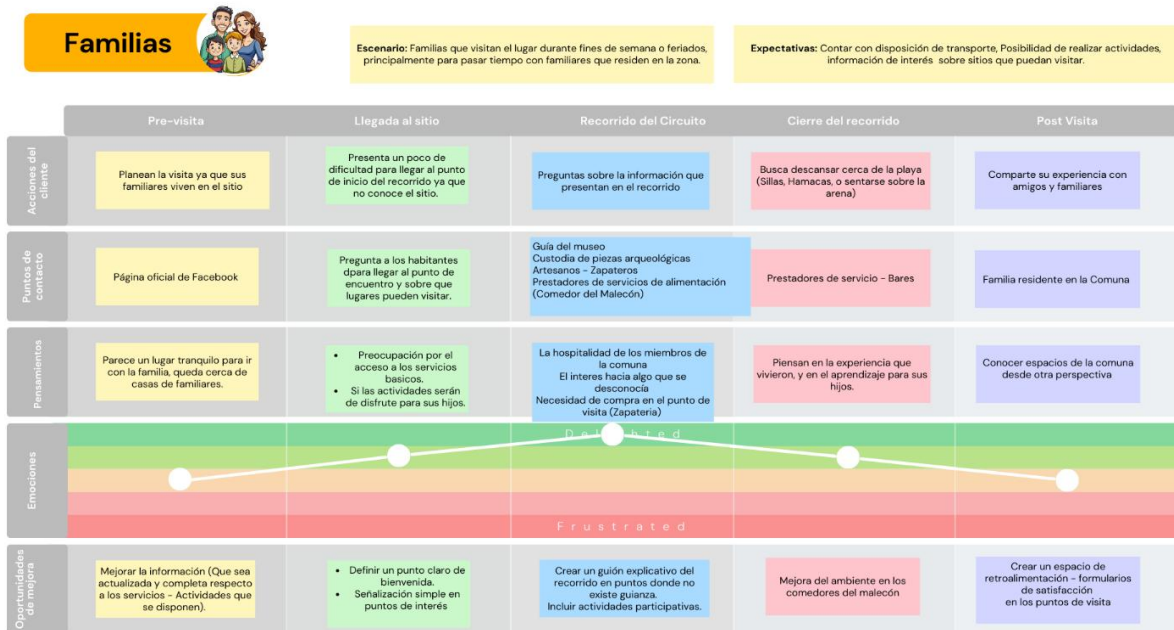 Familias
Escenario: Familias que visitan el lugar durante fines de semana o feriados,
principalmente para pasar tiempo con familiares que residen en la zona.
Expectativas: Contar con disposición de transporte, Posibilidad de realizar actividades,
información de interés sobre sitios que puedan visitar.
Pre-visita
Llegada al sitio
Recorrido del Circuito
Cierre del recorrido
Post Visita
Acciones del
cliente
Planean la visita ya que sus
familiares viven en el sitio
Presenta un poco de
dificultad para llegar al punto
de inicio del recorrido ya que
no conoce el sitio.
Preguntas sobre la información que
presentan en el recorrido
Busca descansar cerca de la playa
(Sillas, Hamacas, o sentarse sobre la
arena)
Comparte su experiencia con
amigos y familiares
Puntos de
contacto
Página oficial de Facebook
Pregunta a los habitantes
dpara llegar al punto de
encuentro y sobre que
lugares pueden visitar.
Guía del museo
Custodia de piezas arqueológicas
Artesanos - Zapateros
Prestadores de servicios de alimentación
(Comedor del Malecón)
Prestadores de servicio - Bares
Familia residente en la Comuna
Pensamientos
Parece un lugar tranquilo para ir
con la familia, queda cerca de
casas de familiares.
• Preocupación por el
acceso a los servicios
basicos.
• Si las actividades serán
de disfrute para sus hijos.
La hospitalidad de los miembros de
la comuna
El interes hacia algo que se
desconocía
Necesidad de compra en el punto de
visita (Zapateria)
Piensan en la experiencia que
vivieron, y en el aprendizaje para sus
hijos.
Conocer espacios de la comuna
desde otra perspectiva
Emociones
Delighted
Frustrated
Oportunidades
de mejora
Mejorar la información (Que sea
actualizada y completa respecto
a los servicios - Actividades que
se disponen).
• Definir un punto claro de
bienvenida.
• Señalización simple en
puntos de interés
Crear un guión explicativo del
recorrido en puntos donde no
existe guianza.
Incluir actividades participativas.
Mejora del ambiente en los
comedores del malecón
Crear un espacio de
retroalimentación - formularios
de satisfacción
en los puntos de visita